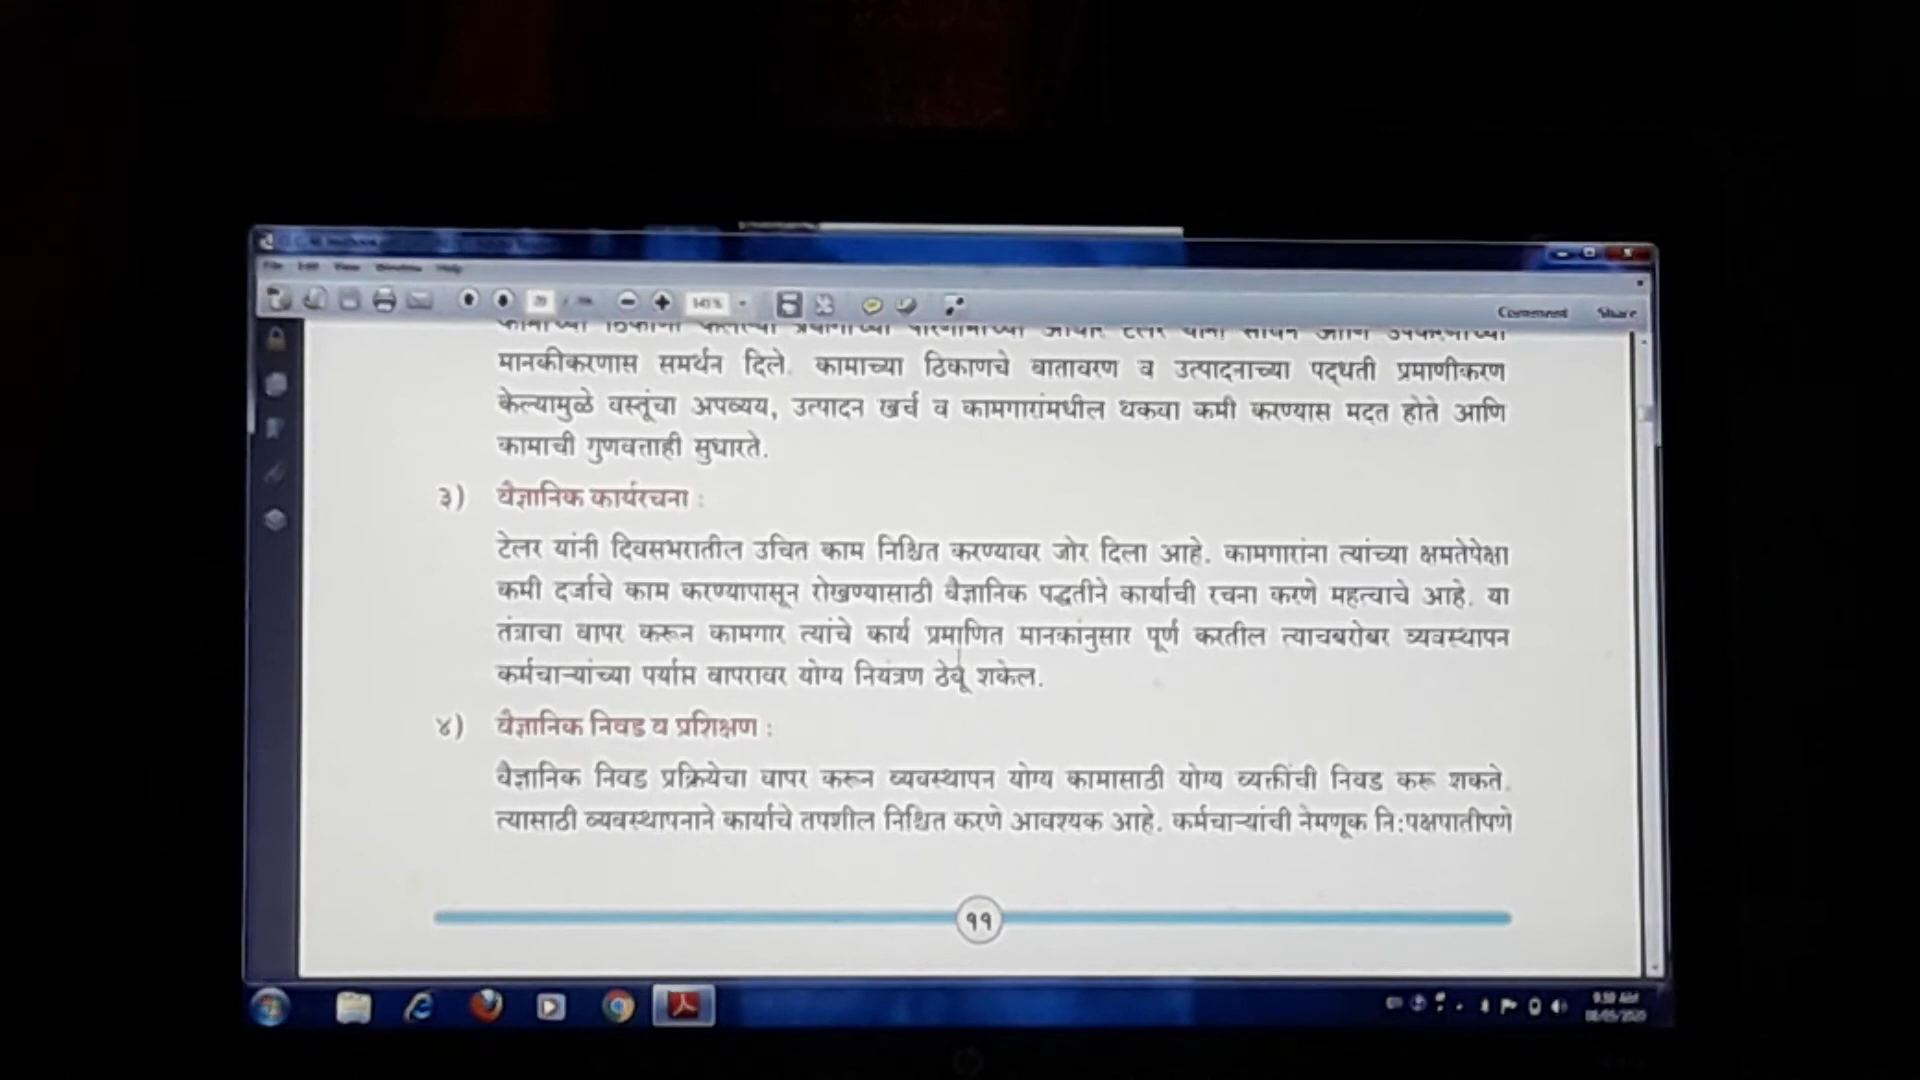 Comment Share
मानकीकरणास समर्थन दिले. कामाच्या ठिकाणचे वातावरण व उत्पादनाच्या पद्धती प्रमाणीकरण
केल्यामुळे वस्तूंचा अपव्यय, उत्पादन खर्च व कामगारांमधील थकवा कमी करण्यास मदत होते आणि
कामाची गुणवत्ताही सुधारते.
३) वैज्ञानिक कार्यरचना :
टेलर यांनी दिवसभरातील उचित काम निश्चित करण्यावर जोर दिला आहे. कामगारांना त्यांच्या क्षमतेपेक्षा
कमी दर्जाचे काम करण्यापासून रोखण्यासाठी वैज्ञानिक पद्धतीने कार्याची रचना करणे महत्वाचे आहे. या
तंत्राचा वापर करून कामगार त्यांचे कार्य प्रमाणित मानकांनुसार पूर्ण करतील त्याचबरोबर व्यवस्थापन
कर्मचाऱ्यांच्या पर्याप्त वापरावर योग्य नियंत्रण ठेवू शकेल.
४) वैज्ञानिक निवड व प्रशिक्षण :
वैज्ञानिक निवड प्रक्रियेचा वापर करून व्यवस्थापन योग्य कामासाठी योग्य व्यक्तींची निवड करू शकते.
त्यासाठी व्यवस्थापनाने कार्याचे तपशील निश्चित करणे आवश्यक आहे. कर्मचाऱ्यांची नेमणूक नि:पक्षपातीपणे
११